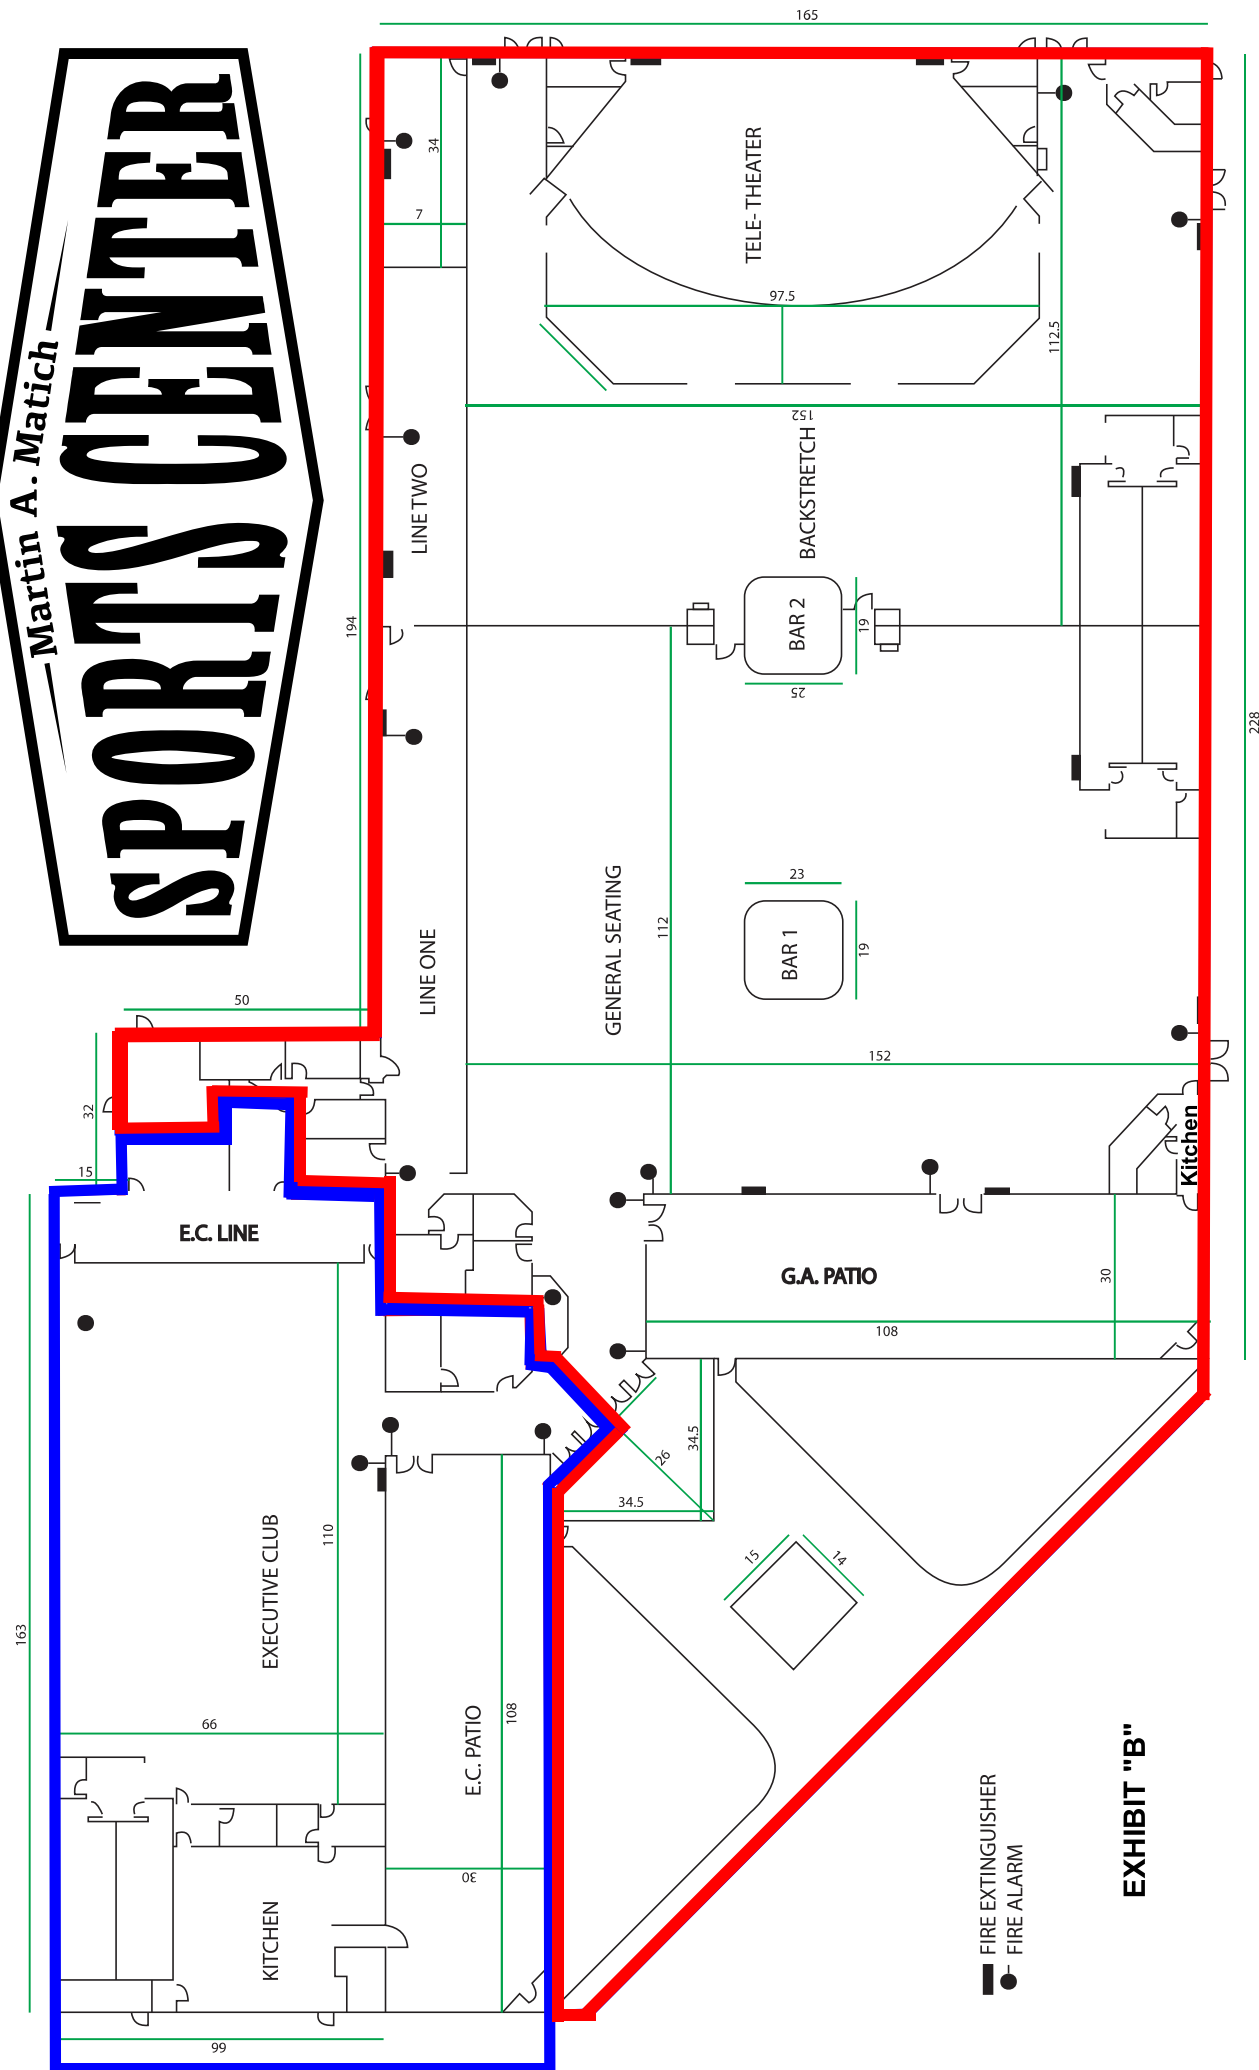 165
Martin A. Matich
SPORTS CENTER
34
7
TELE- THEATER
97.5
112.5
152
BACKSTRETCH
LINE TWO
194
BAR 2
19
25
228
GENERAL SEATING
112
23
BAR 1
19
LINE ONE
50
152
32
15
Kitchen
E.C. LINE
G.A. PATIO
30
108
34.5
26
34.5
110
EXECUTIVE CLUB
15
14
163
66
E.C. PATIO
108
30
KITCHEN
99
FIRE EXTINGUISHER
FIRE ALARM
EXHIBIT "B"